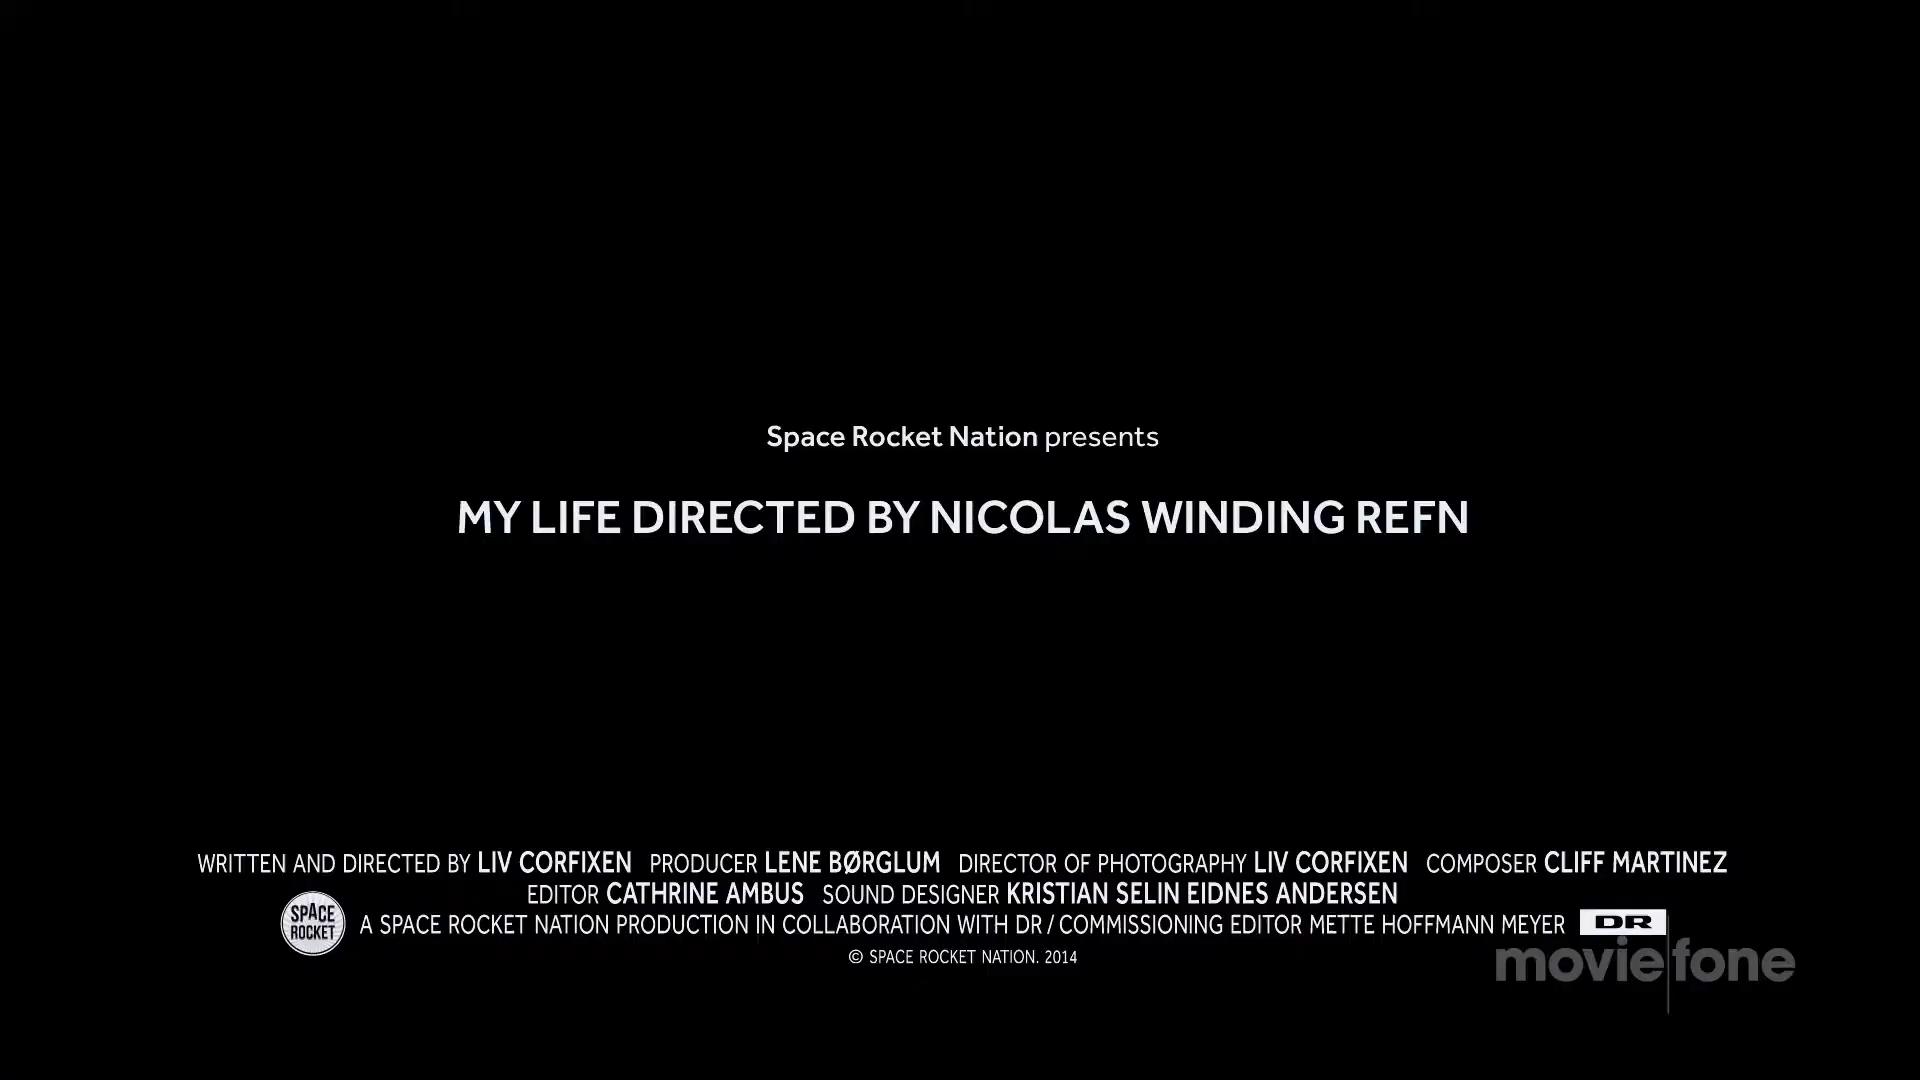 Space Rocket Nation presents
MY LIFE DIRECTED BY NICOLAS WINDING REFN
WRITTEN AND DIRECTED BY LIV CORFIXEN PRODUCER LENE BØRGLUM DIRECTOR OF PHOTOGRAPHY LIV CORFIXEN COMPOSER CLIFF MARTINEZ
EDITOR CATHRINE AMBUS SOUND DESIGNER KRISTIAN SELIN EIDNES ANDERSEN
SPACE
ROCKET
A SPACE ROCKET NATION PRODUCTION IN COLLABORATION WITH DR / COMMISSIONING EDITOR METTE HOFFMANN MEYER DR
© SPACE ROCKET NATION. 2014
moviefone